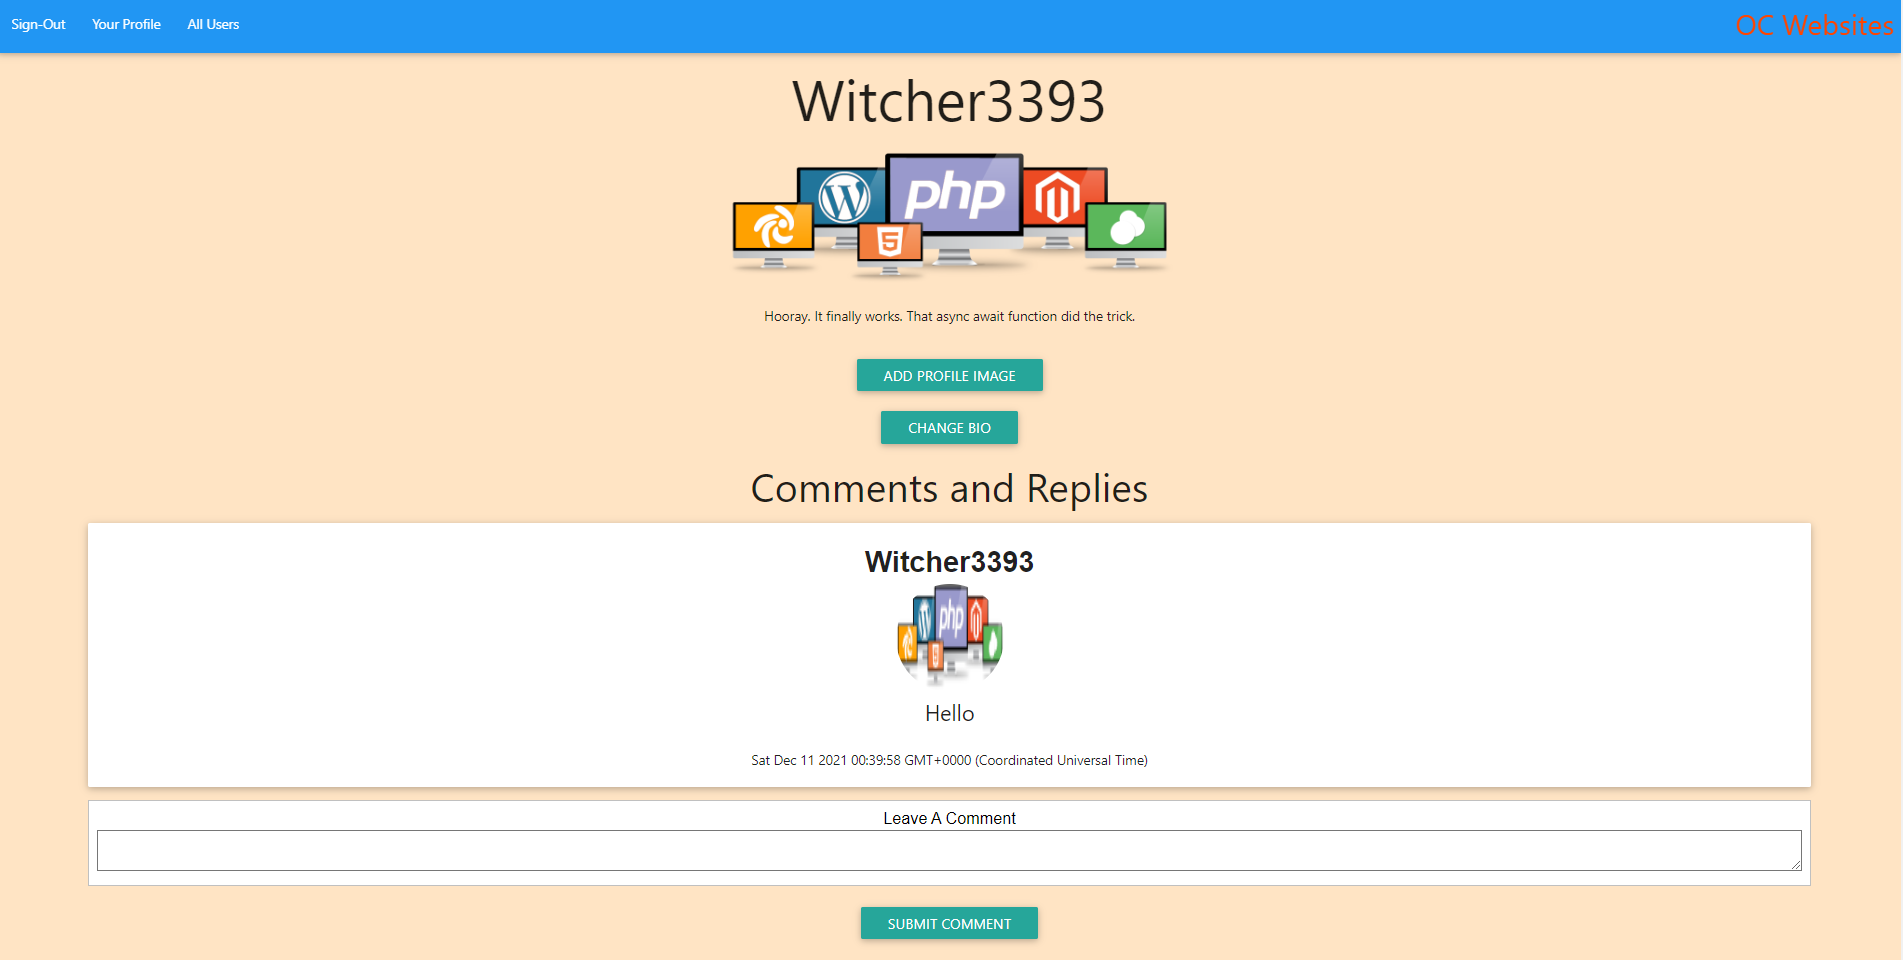 Sign-Out Your Profile All Users OC Websites
Witcher3393
php
5
Hooray. It finally works. That async await function did the trick.
ADD PROFILE IMAGE
CHANGE BIO
Comments and Replies
Witcher3393
php
5
Hello
Sat Dec 11 2021 00:39:58 GMT+0000 (Coordinated Universal Time)
Leave A Comment
SUBMIT COMMENT